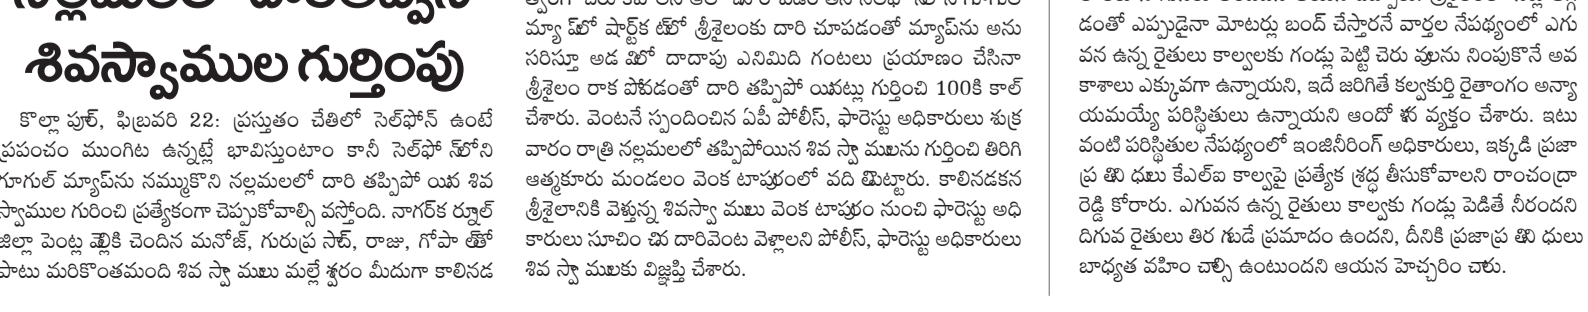 శివస్వాముల గుర్తింపు
కొల్లాపూర్, ఫిబ్రవరి 22: ప్రస్తుతం చేతిలో సెల్‌ఫోన్ ఉంటే
ప్రపంచం ముంగిట ఉన్నట్లే భావిస్తుంటాం కానీ సెల్‌ఫోన్‌లోని
గూగుల్ మ్యాప్‌ను నమ్ముకొని నల్లమలలో దారి తప్పిపోయిన శివ
స్వాముల గురించి ప్రత్యేకంగా చెప్పుకోవాల్సి వస్తోంది. నాగర్‌కర్నూల్
జిల్లా పెంట్లవెల్లికి చెందిన మనోజ్, గురుప్రసాద్, రాజు, గోపాల్‌తో
పాటు మరికొంతమంది శివ స్వాములు మల్లేశ్వరం మీదుగా కాలినడ
మ్యాప్‌లో షార్ట్‌కట్‌లో శ్రీశైలంకు దారి చూపడంతో మ్యాప్‌ను అను
సరిస్తూ అడవిలో దాదాపు ఎనిమిది గంటలు ప్రయాణం చేసినా
శ్రీశైలం రాకపోవడంతో దారి తప్పిపోయినట్లు గుర్తించి 100కి కాల్
చేశారు. వెంటనే స్పందించిన ఏపీ పోలీస్, ఫారెస్టు అధికారులు శుక్ర
వారం రాత్రి నల్లమలలో తప్పిపోయిన శివ స్వాములను గుర్తించి తిరిగి
ఆత్మకూరు మండలం వెంకటాపురంలో వదిలిపెట్టారు. కాలినడకన
శ్రీశైలానికి వెళ్తున్న శివస్వాములు వెంకటాపురం నుంచి ఫారెస్టు అధి
కారులు సూచించిన దారివెంట వెళ్లాలని పోలీస్, ఫారెస్టు అధికారులు
శివ స్వాములకు విజ్ఞప్తి చేశారు.
డంతో ఎప్పుడైనా మోటర్లు బంద్ చేస్తారనే వార్తల నేపథ్యంలో ఎగు
వన ఉన్న రైతులు కాల్వలకు గండ్లు పెట్టి చెరువులను నింపుకొనే అవ
కాశాలు ఎక్కువగా ఉన్నాయని, ఇదే జరిగితే కల్వకుర్తి రైతాంగం అన్యా
యమయ్యే పరిస్థితులు ఉన్నాయని ఆందోళన వ్యక్తం చేశారు. ఇటు
వంటి పరిస్థితుల నేపథ్యంలో ఇంజినీరింగ్ అధికారులు, ఇక్కడి ప్రజా
ప్రతినిధులు కేఎల్ఐ కాల్వపై ప్రత్యేక శ్రద్ధ తీసుకోవాలని రాంచంద్రా
రెడ్డి కోరారు. ఎగువన ఉన్న రైతులు కాల్వకు గండ్లు పెడితే నీరందని
దిగువ రైతులు తిరగబడే ప్రమాదం ఉందని, దీనికి ప్రజాప్రతినిధులు
బాధ్యత వహించాల్సి ఉంటుందని ఆయన హెచ్చరించారు.